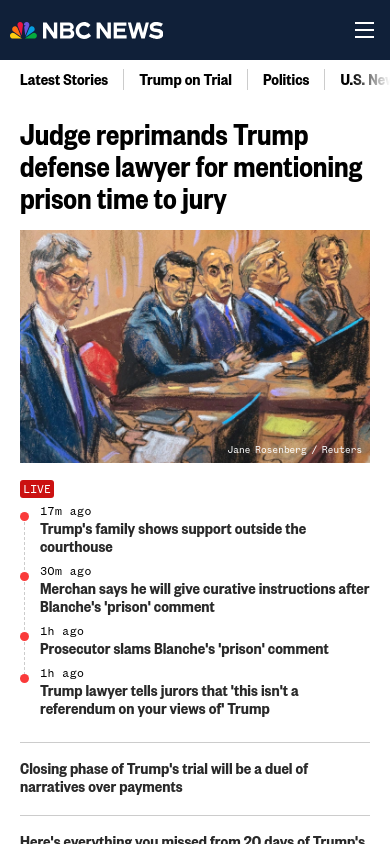 NBC NEWS
Latest Stories
Trump on Trial
Politics
U.S. Ne
Judge reprimands Trump
defense lawyer for mentioning
prison time to jury
Jane Rosenberg / Reuters
LIVE
17m ago
Trump's family shows support outside the
courthouse
30m ago
Merchan says he will give curative instructions after
Blanche's 'prison' comment
1h ago
Prosecutor slams Blanche's 'prison' comment
1h ago
Trump lawyer tells jurors that 'this isn't a
referendum on your views of' Trump
Closing phase of Trump's trial will be a duel of
narratives over payments
Here's everything you missed from 20 days of Trump's